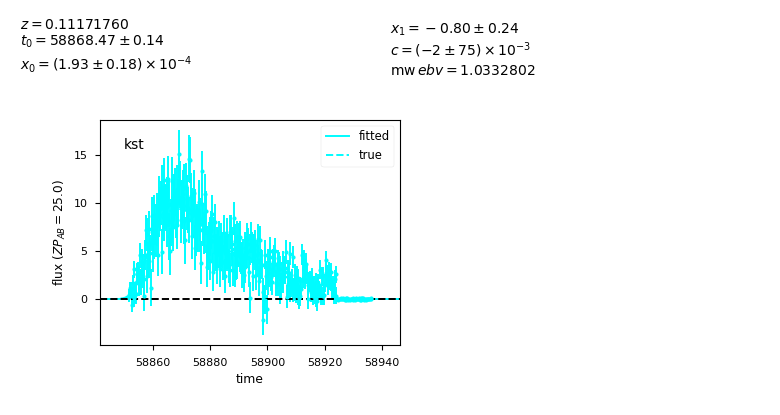 z = 0.11171760
t₀ = 58868.47 ± 0.14
x₀ = (1.93 ± 0.18) × 10⁻⁴
x₁ = −0.80 ± 0.24
c = (−2 ± 75) × 10⁻³
mw ebv = 1.0332802
kst
fitted
true
flux (ZP_AB = 25.0)
15
10
5
0
58860 58880 58900 58920 58940
time